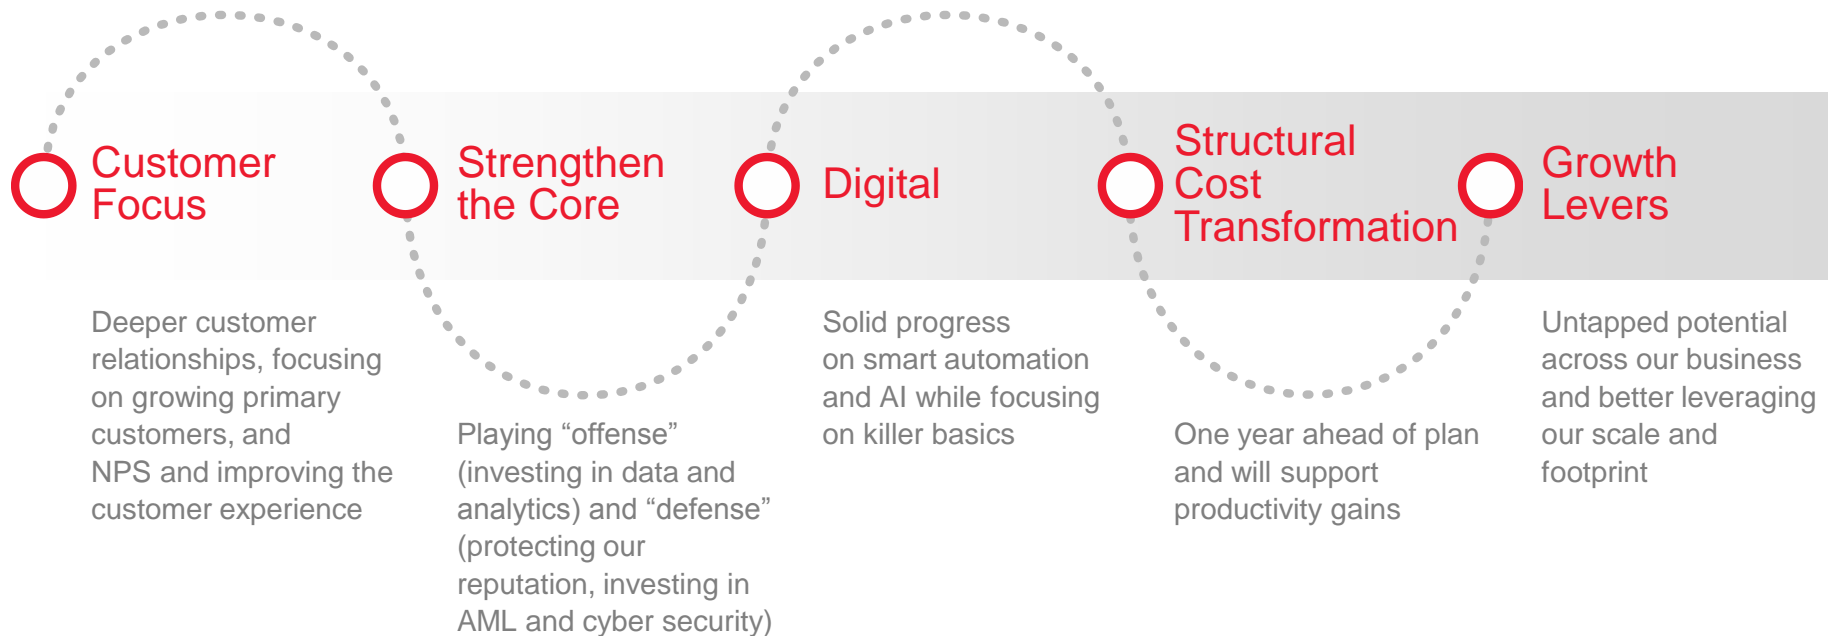 Customer
Focus
Deeper customer
relationships, focusing
on growing primary
customers, and
NPS and improving the
customer experience
Strengthen
the Core
Playing “offense”
(investing in data and
analytics) and “defense”
(protecting our
reputation, investing in
AML and cyber security)
Digital
Solid progress
on smart automation
and AI while focusing
on killer basics
Structural
Cost
Transformation
One year ahead of plan
and will support
productivity gains
Growth
Levers
Untapped potential
across our business
and better leveraging
our scale and
footprint